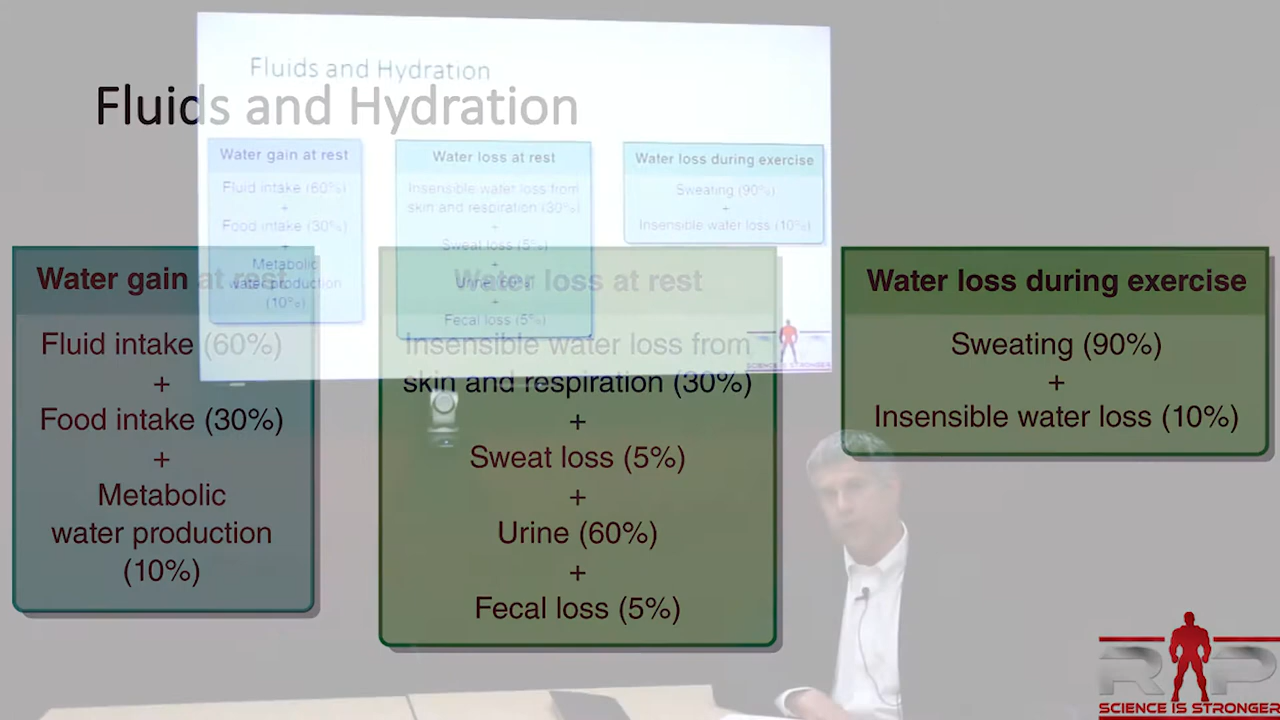 Fluids and Hydration
Water gain at rest
Fluid intake (60%)
+
Food intake (30%)
+
Metabolic
water production
(10%)
Water loss at rest
Insensible water loss from
skin and respiration (30%)
+
Sweat loss (5%)
+
Urine (60%)
+
Fecal loss (5%)
Water loss during exercise
Sweating (90%)
+
Insensible water loss (10%)
Fluids and Hydration
Water gain at rest
Fluid intake (60%)
+
Food intake (30%)
+
Metabolic
water production
(10%)
Water loss at rest
Insensible water loss from
skin and respiration (30%)
+
Sweat loss (5%)
+
Urine (60%)
+
Fecal loss (5%)
Water loss during exercise
Sweating (90%)
+
Insensible water loss (10%)
SCIENCE IS STRONGER
RP
SCIENCE IS STRONGER